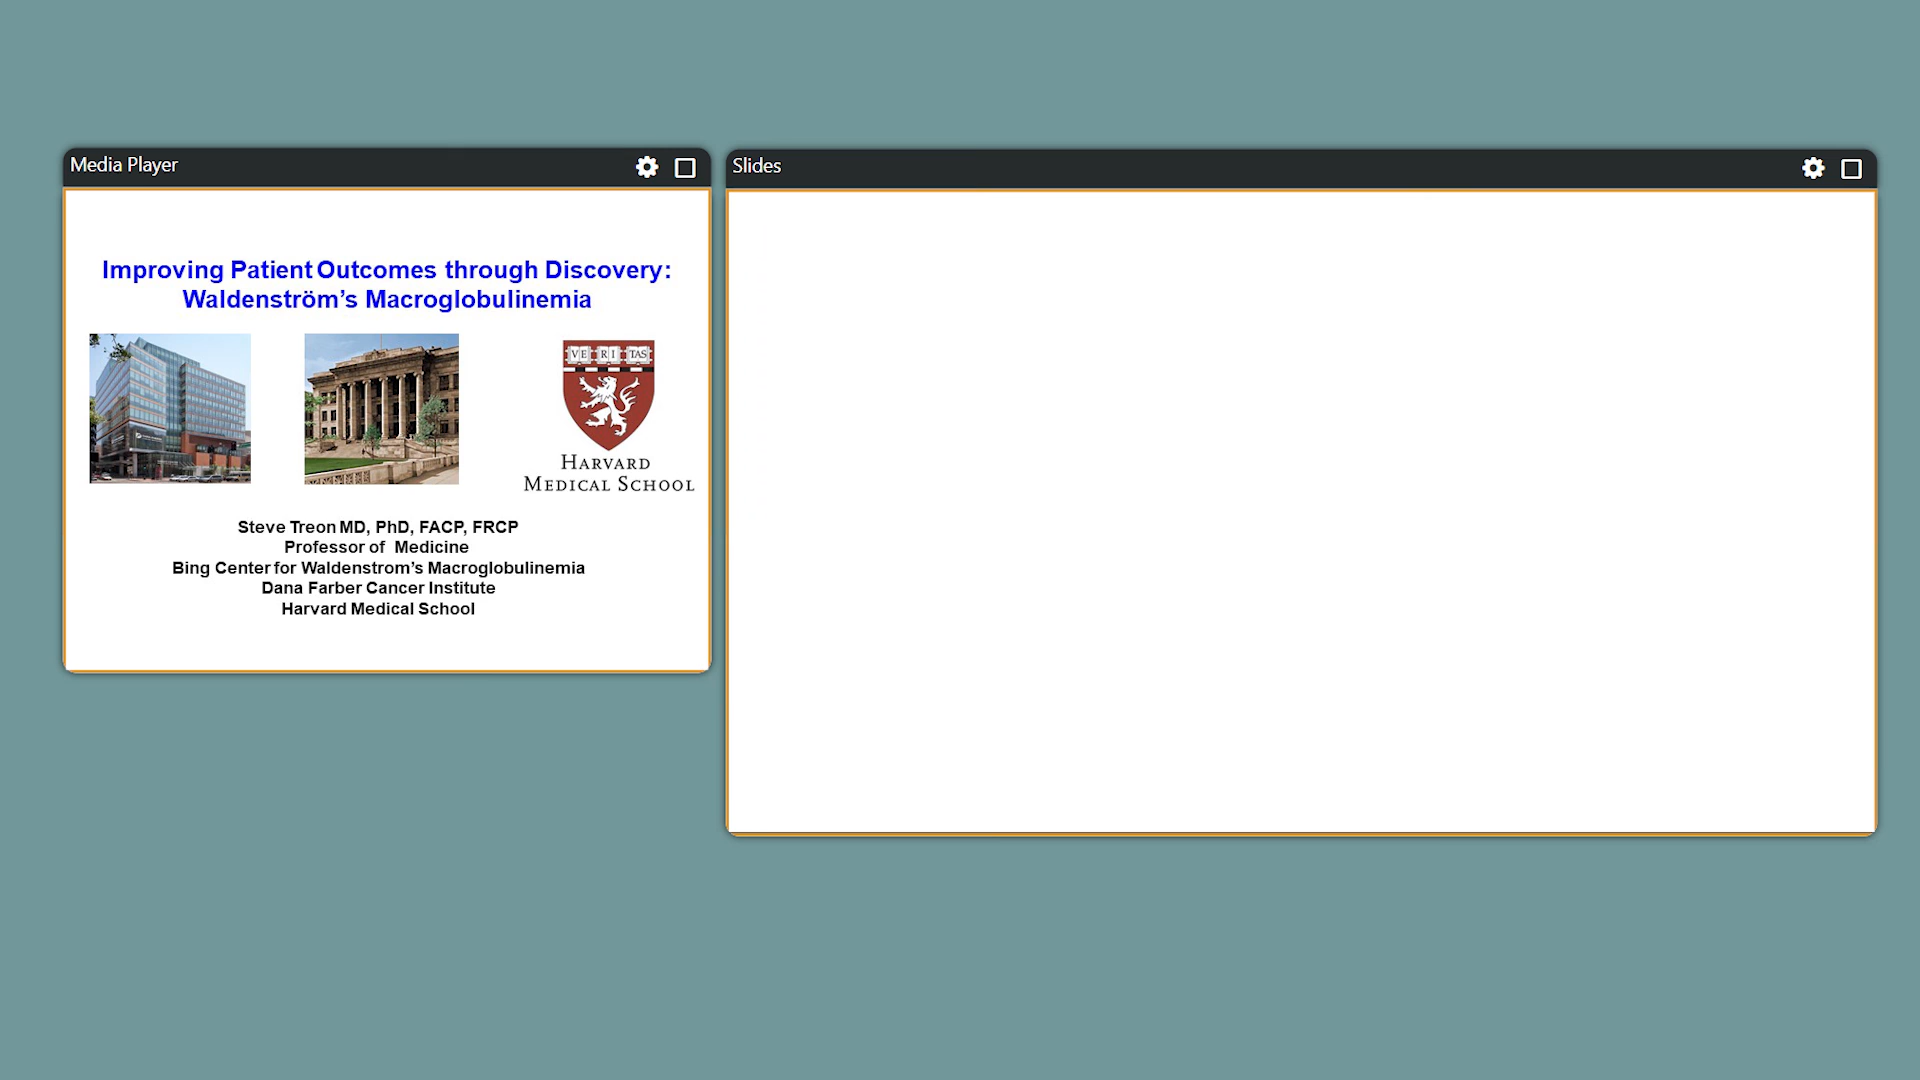 Media Player
Improving Patient Outcomes through Discovery:
Waldenström’s Macroglobulinemia
VE RI TAS
HARVARD
MEDICAL SCHOOL
Steve Treon MD, PhD, FACP, FRCP
Professor of Medicine
Bing Center for Waldenstrom’s Macroglobulinemia
Dana Farber Cancer Institute
Harvard Medical School
Slides